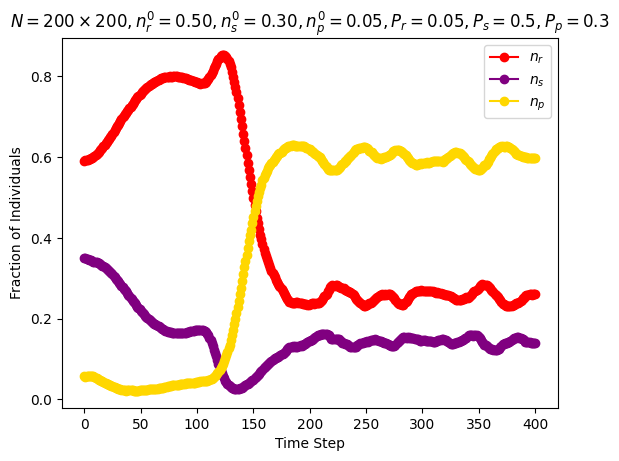 N = 200 × 200, n_r^0 = 0.50, n_s^0 = 0.30, n_p^0 = 0.05, P_r = 0.05, P_s = 0.5, P_p = 0.3
n_r
n_s
n_p
Fraction of Individuals
0.8
0.6
0.4
0.2
0.0
0 50 100 150 200 250 300 350 400
Time Step